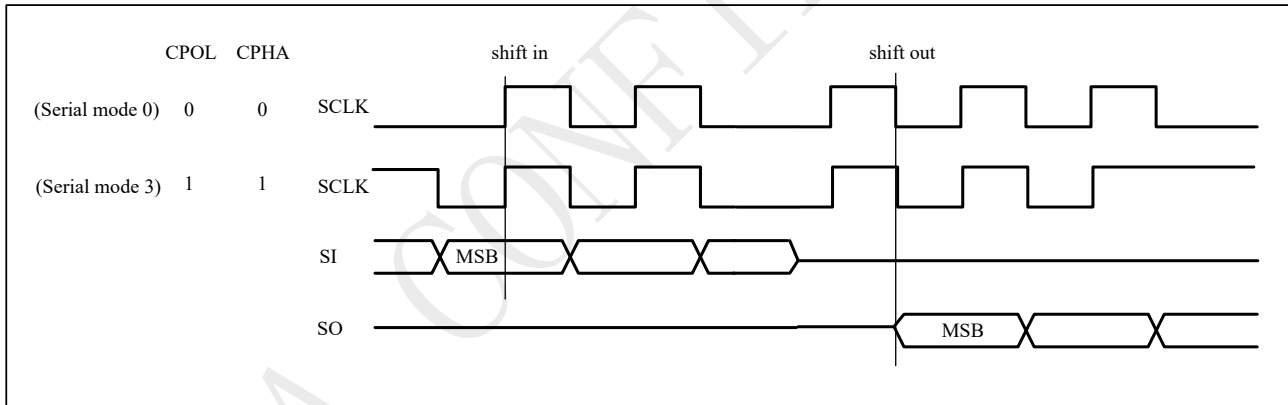 CPOL CPHA shift in shift out
(Serial mode 0) 0 0 SCLK
(Serial mode 3) 1 1 SCLK
SI MSB
SO MSB